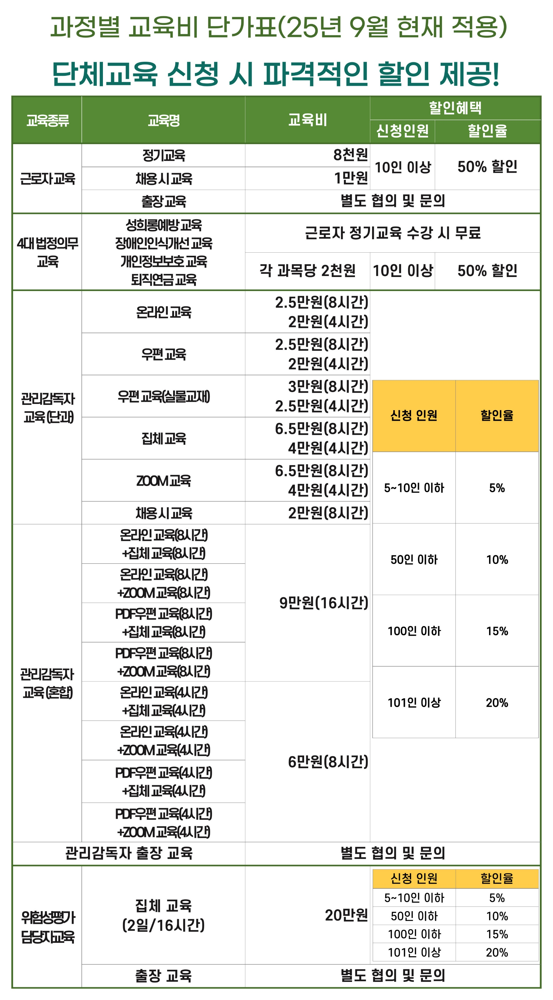 과정별 교육비 단가표(25년 9월 현재 적용)
단체교육 신청 시 파격적인 할인 제공!
교육종류
교육명
교육비
할인혜택
신청인원
할인율
근로자 교육
정기교육
8천원
10인 이상
50% 할인
채용 시 교육
1만원
출장 교육
별도 협의 및 문의
4대 법정의무
교육
성희롱예방 교육
장애인인식개선 교육
개인정보보호 교육
퇴직연금 교육
근로자 정기교육 수강 시 무료
각 과목당 2천원
10인 이상
50% 할인
관리감독자
교육 (단과)
온라인 교육
2.5만원(8시간)
2만원(4시간)
우편 교육
2.5만원(8시간)
2만원(4시간)
우편 교육(실물교재)
3만원(8시간)
2.5만원(4시간)
집체 교육
6.5만원(8시간)
4만원(4시간)
ZOOM 교육
6.5만원(8시간)
4만원(4시간)
채용 시 교육
2만원(8시간)
신청 인원
할인율
5~10인 이하
5%
50인 이하
10%
100인 이하
15%
101인 이상
20%
관리감독자
교육 (혼합)
온라인 교육(8시간)
+집체 교육(8시간)
온라인 교육(8시간)
+ZOOM 교육(8시간)
PDF우편 교육(8시간)
+집체 교육(8시간)
PDF우편 교육(8시간)
+ZOOM 교육(8시간)
9만원(16시간)
온라인 교육(4시간)
+집체 교육(4시간)
온라인 교육(4시간)
+ZOOM 교육(4시간)
PDF우편 교육(4시간)
+집체 교육(4시간)
PDF우편 교육(4시간)
+ZOOM 교육(4시간)
6만원(8시간)
관리감독자 출장 교육
별도 협의 및 문의
위험성평가
담당자교육
집체 교육
(2일/16시간)
20만원
신청 인원
할인율
5~10인 이하
5%
50인 이하
10%
100인 이하
15%
101인 이상
20%
출장 교육
별도 협의 및 문의